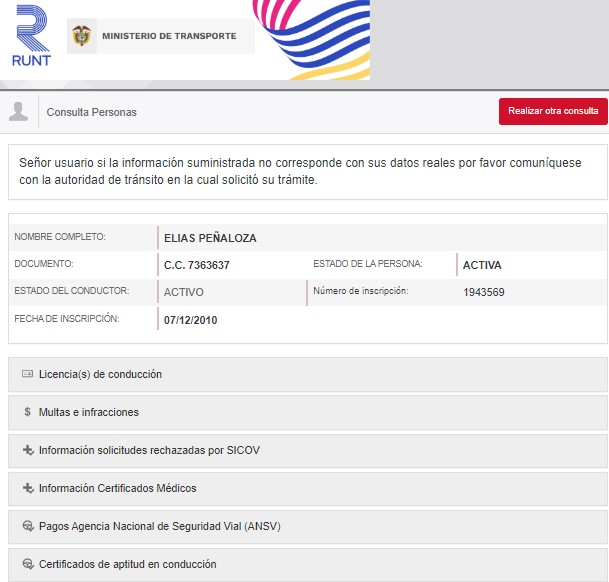 RUNT
MINISTERIO DE TRANSPORTE
Consulta Personas
Realizar otra consulta
Señor usuario si la información suministrada no corresponde con sus datos reales por favor comuníquese
con la autoridad de tránsito en la cual solicitó su trámite.
NOMBRE COMPLETO: ELIAS PEÑALOZA
DOCUMENTO: C.C. 7363637 ESTADO DE LA PERSONA: ACTIVA
ESTADO DEL CONDUCTOR: ACTIVO Número de inscripción: 1943569
FECHA DE INSCRIPCIÓN: 07/12/2010
Licencia(s) de conducción
$ Multas e infracciones
Información solicitudes rechazadas por SICOV
Información Certificados Médicos
Pagos Agencia Nacional de Seguridad Vial (ANSV)
Certificados de aptitud en conducción